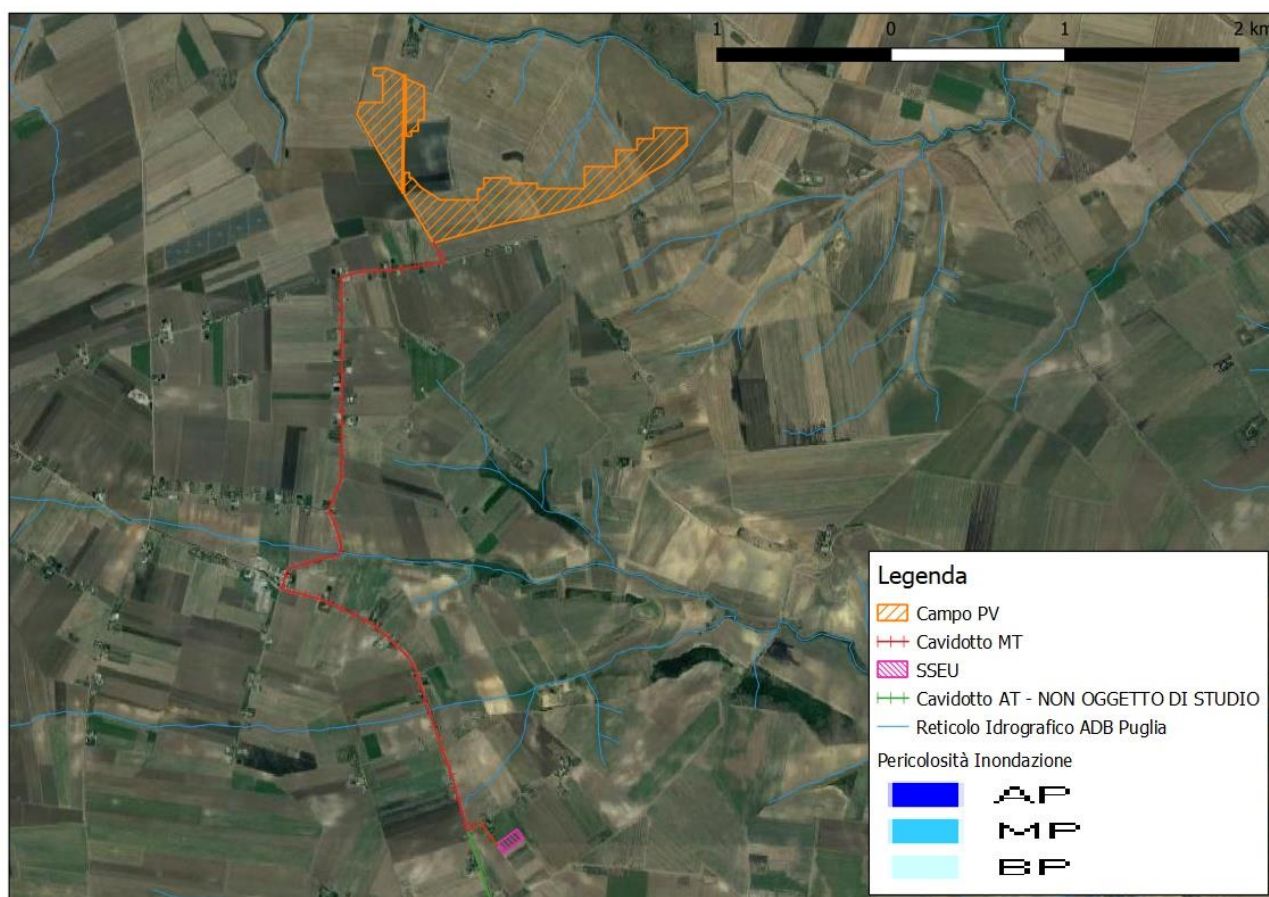 1 0 1 2 km
Legenda
Campo PV
Cavidotto MT
SSEU
Cavidotto AT - NON OGGETTO DI STUDIO
Reticolo Idrografico ADB Puglia
Pericolosità Inondazione
AP
MP
BP